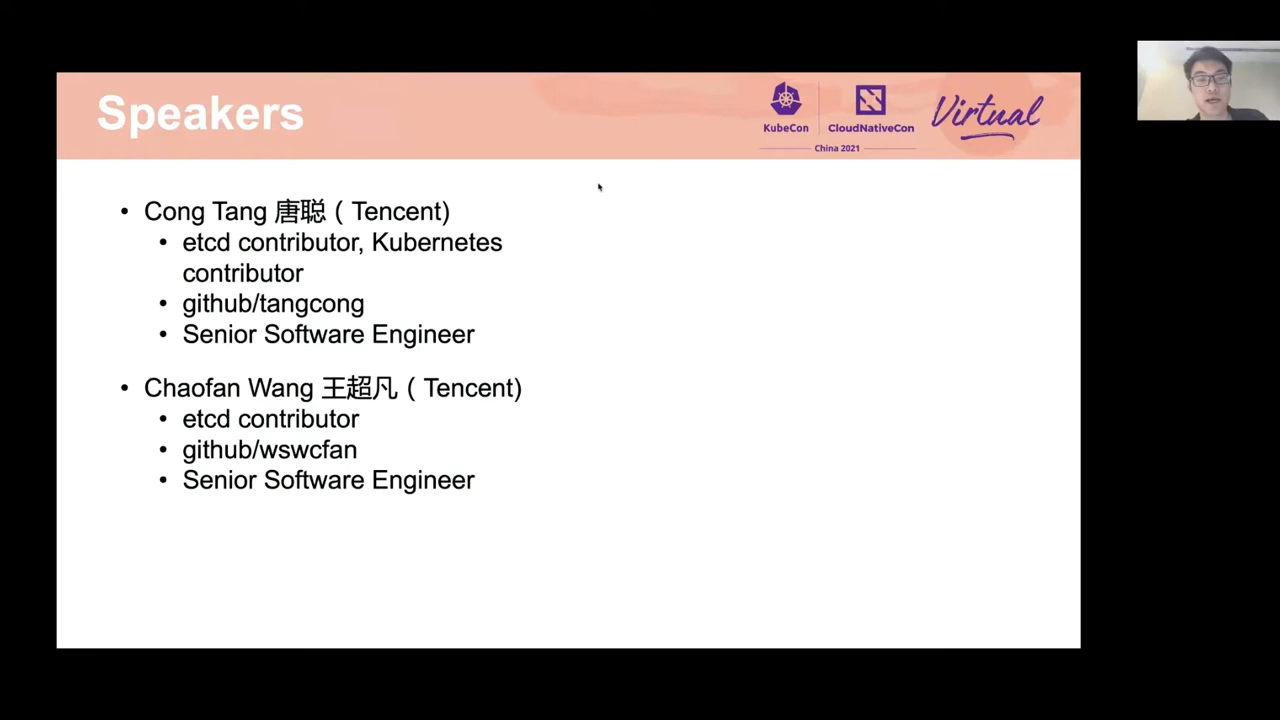 Speakers
KubeCon
CloudNativeCon
Virtual
China 2021
• Cong Tang 唐聪 ( Tencent)
• etcd contributor, Kubernetes
contributor
• github/tangcong
• Senior Software Engineer
• Chaofan Wang 王超凡 ( Tencent)
• etcd contributor
• github/wswcfan
• Senior Software Engineer